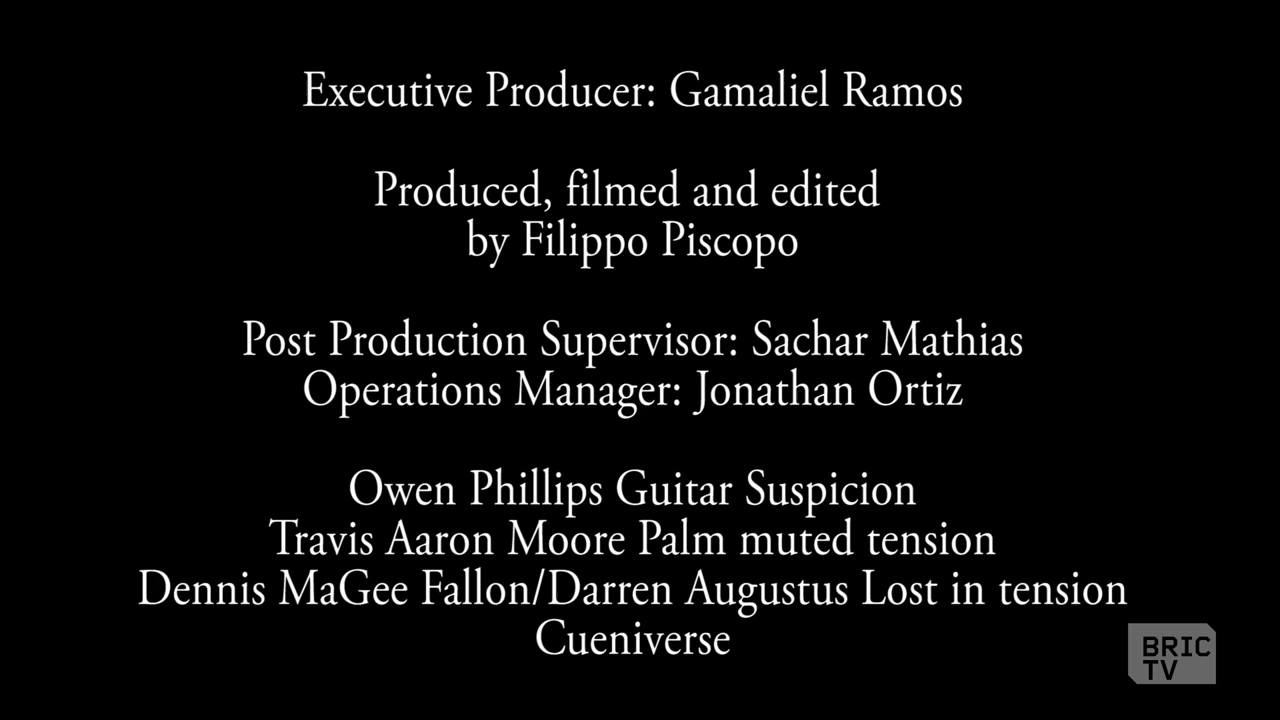 Executive Producer: Gamaliel Ramos
Produced, filmed and edited
by Filippo Piscopo
Post Production Supervisor: Sachar Mathias
Operations Manager: Jonathan Ortiz
Owen Phillips Guitar Suspicion
Travis Aaron Moore Palm muted tension
Dennis MaGee Fallon/Darren Augustus Lost in tension
Cueniverse
BRIC
TV